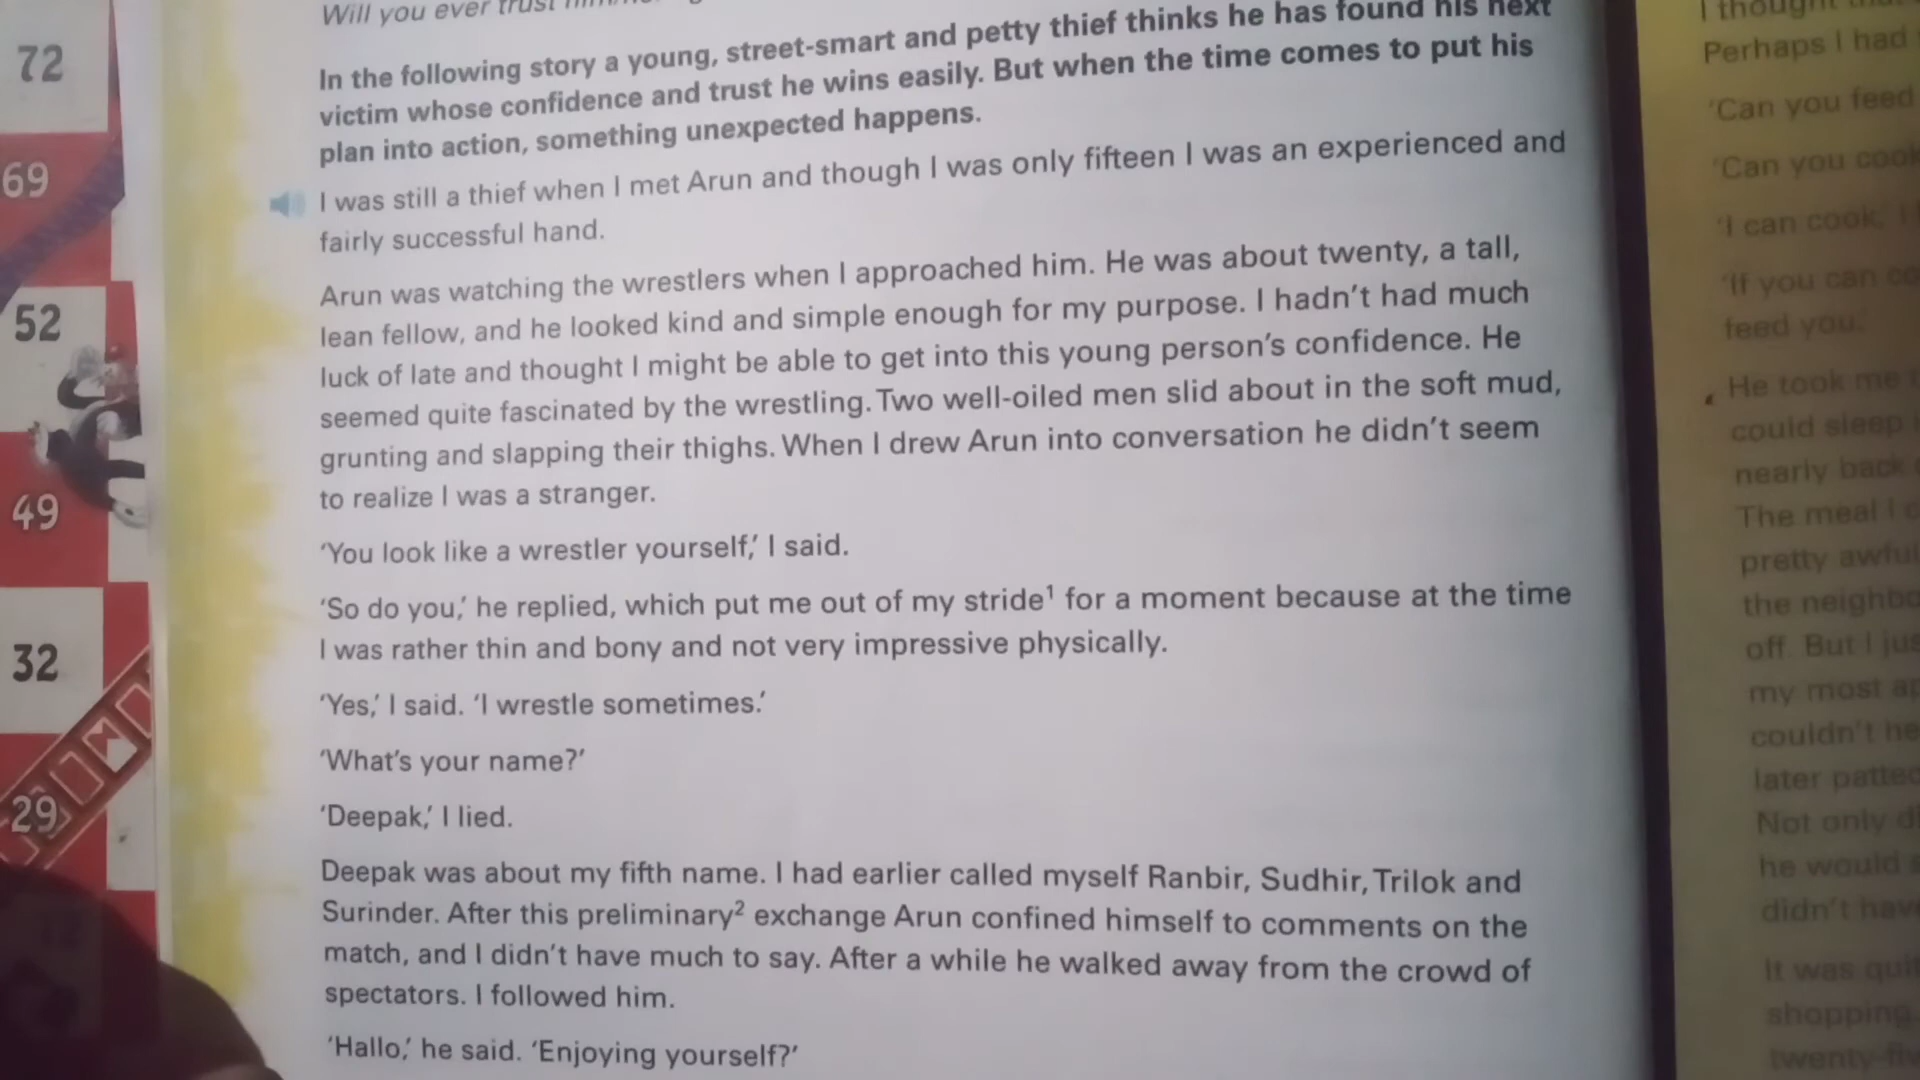 Will you ever trust
In the following story a young, street-smart and petty thief thinks he has found his next
victim whose confidence and trust he wins easily. But when the time comes to put his
plan into action, something unexpected happens.
I was still a thief when I met Arun and though I was only fifteen I was an experienced and
fairly successful hand.
Arun was watching the wrestlers when I approached him. He was about twenty, a tall,
lean fellow, and he looked kind and simple enough for my purpose. I hadn't had much
luck of late and thought I might be able to get into this young person's confidence. He
seemed quite fascinated by the wrestling. Two well-oiled men slid about in the soft mud,
grunting and slapping their thighs. When I drew Arun into conversation he didn't seem
to realize I was a stranger.
'You look like a wrestler yourself,' I said.
'So do you,' he replied, which put me out of my stride¹ for a moment because at the time
I was rather thin and bony and not very impressive physically.
'Yes,' I said. 'I wrestle sometimes.'
'What's your name?'
'Deepak,' I lied.
Deepak was about my fifth name. I had earlier called myself Ranbir, Sudhir, Trilok and
Surinder. After this preliminary² exchange Arun confined himself to comments on the
match, and I didn't have much to say. After a while he walked away from the crowd of
spectators. I followed him.
'Hallo,' he said. 'Enjoying yourself?'
72
69
52
49
32
29
I thought
Perhaps I had
'Can you feed
'Can you cook
'I can cook,'
'If you can
feed you.'
He took me
could sleep
nearly back
The meal I
pretty awful
the
off. But I
my most
couldn't
later
Not only
he would
didn't
It was
shopping